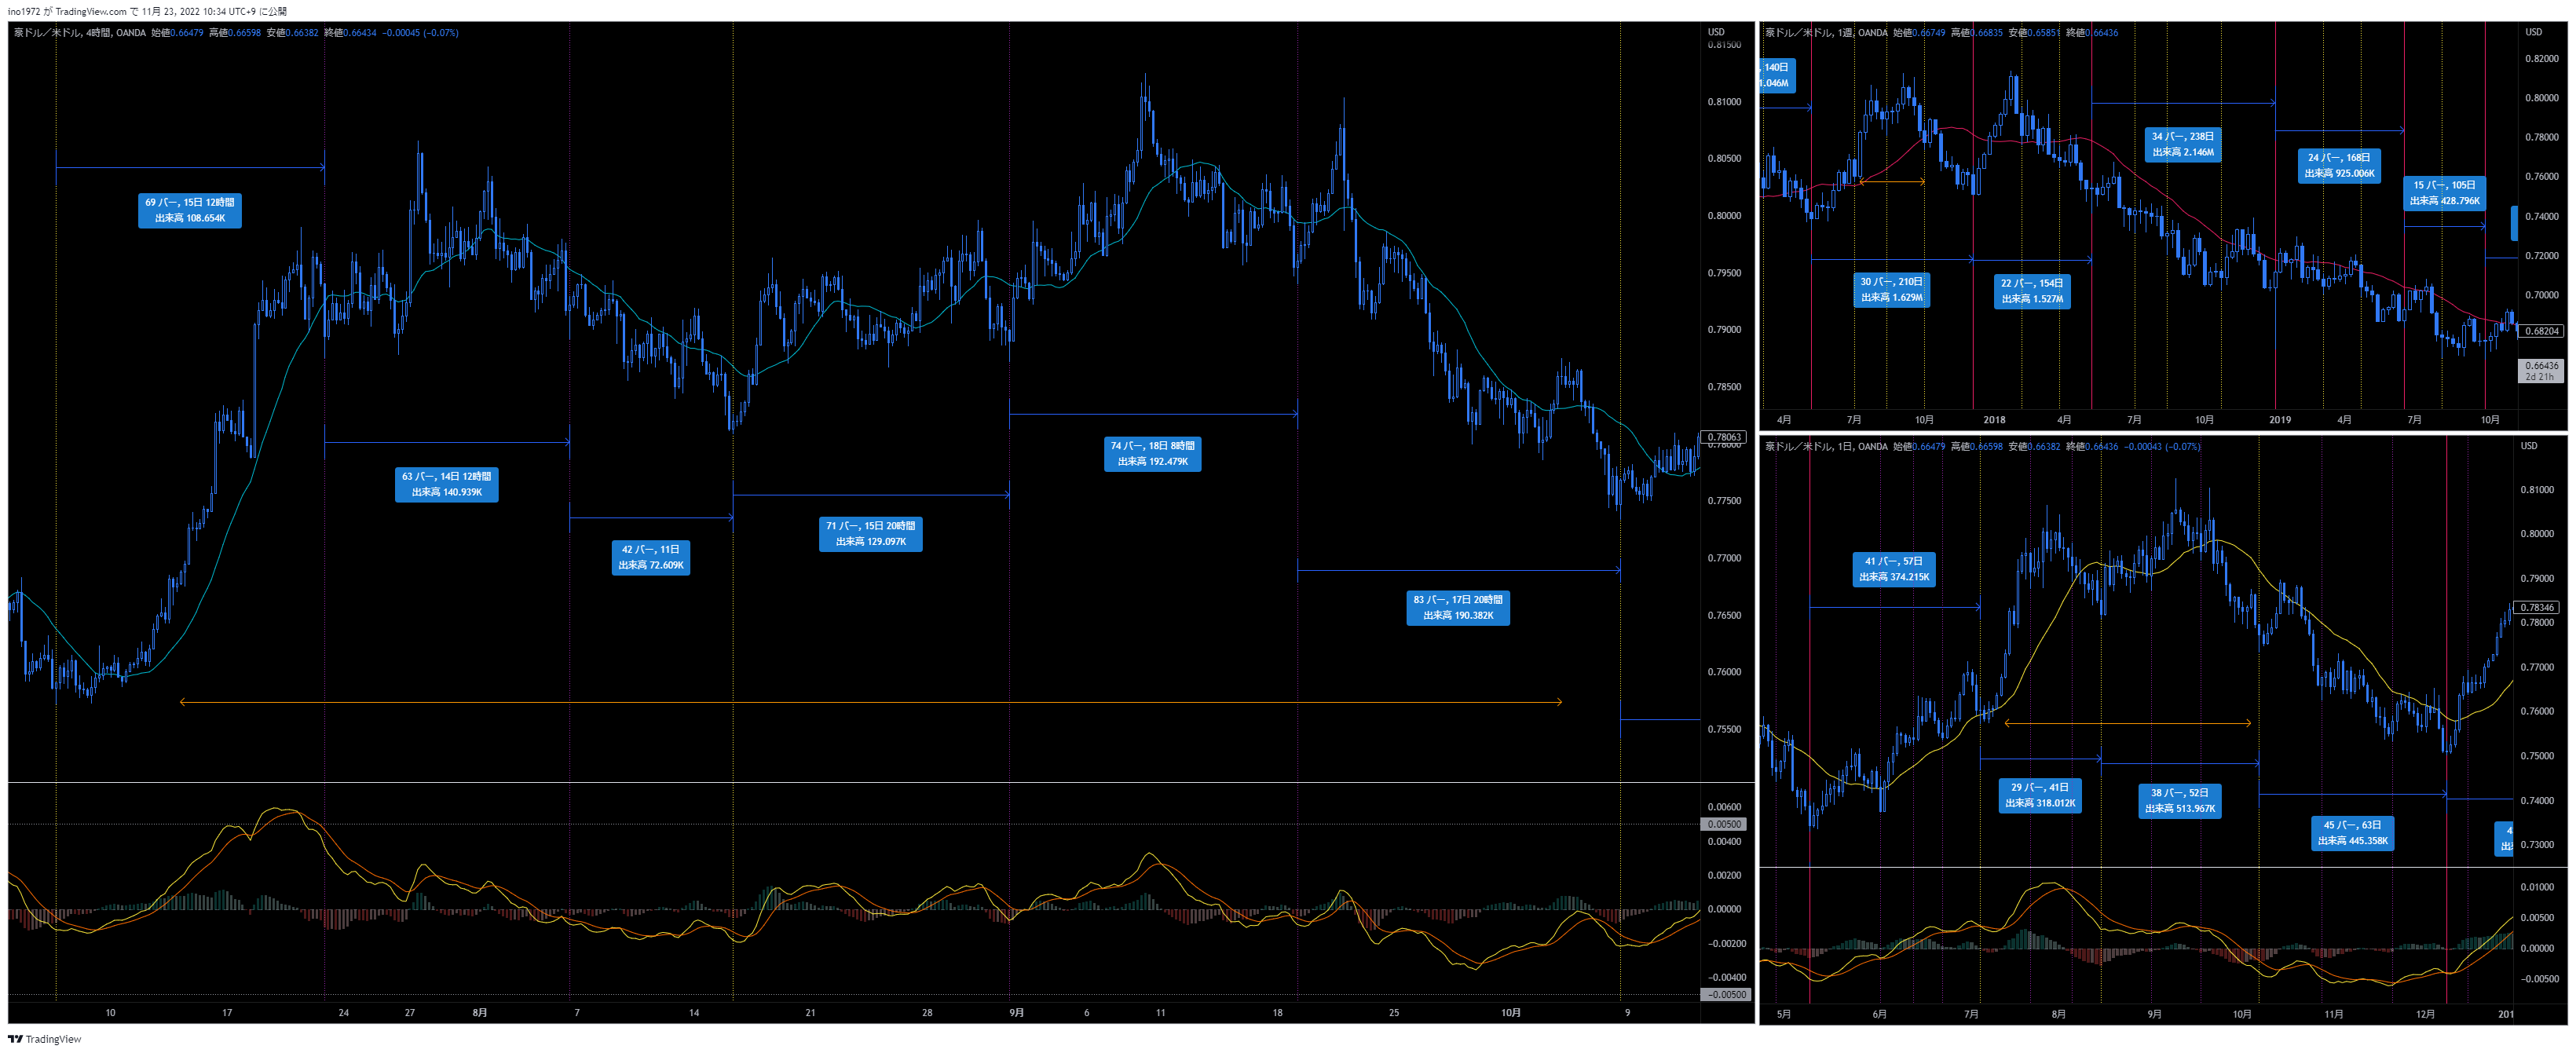 ino1972 が TradingView.com で 11月 23, 2022 10:34 UTC+9 に公開
豪ドル／米ドル, 4時間, OANDA 始値0.66479 高値0.66598 安値0.66382 終値0.66434 −0.00045 (−0.07%)
USD
0.81500
0.81000
0.80500
0.80000
0.79500
0.79000
0.78500
0.78063
0.78000
0.77500
0.77000
0.76500
0.76000
0.75500
69 バー, 15日 12時間
出来高 108.654K
63 バー, 14日 12時間
出来高 140.939K
42 バー, 11日
出来高 72.609K
71 バー, 15日 20時間
出来高 129.097K
74 バー, 18日 8時間
出来高 192.479K
83 バー, 17日 20時間
出来高 190.382K
0.00600
0.00500
0.00400
0.00200
0.00000
−0.00200
−0.00400
−0.00500
10 17 24 27 8月 7 14 21 28 9月 6 11 18 25 10月 9
豪ドル／米ドル, 1週, OANDA 始値0.66749 高値0.66835 安値0.65851 終値0.66436
USD
0.82000
0.80000
0.78000
0.76000
0.74000
0.72000
0.70000
0.68204
0.66436
2d 21h
, 140日
1.046M
30 バー, 210日
出来高 1.629M
22 バー, 154日
出来高 1.527M
34 バー, 238日
出来高 2.146M
24 バー, 168日
出来高 925.006K
15 バー, 105日
出来高 428.796K
4月 7月 10月 2018 4月 7月 10月 2019 4月 7月 10月
豪ドル／米ドル, 1日, OANDA 始値0.66479 高値0.66598 安値0.66382 終値0.66436 −0.00043 (−0.07%)
USD
0.81000
0.80000
0.79000
0.78346
0.78000
0.77000
0.76000
0.75000
0.74000
0.73000
41 バー, 57日
出来高 374.215K
29 バー, 41日
出来高 318.012K
38 バー, 52日
出来高 513.967K
45 バー, 63日
出来高 445.358K
4
出
0.01000
0.00500
0.00000
−0.00500
5月 6月 7月 8月 9月 10月 11月 12月 201
TradingView